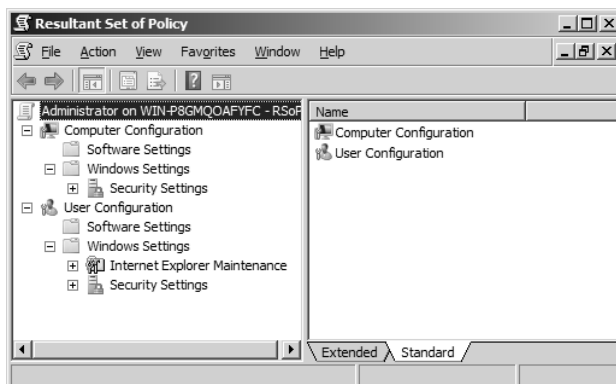 Resultant Set of Policy
File Action View Favorites Window Help
Administrator on WIN-P8GMQOAFYFC - RSoP
Computer Configuration
Software Settings
Windows Settings
Security Settings
User Configuration
Software Settings
Windows Settings
Internet Explorer Maintenance
Security Settings
Name
Computer Configuration
User Configuration
Extended Standard